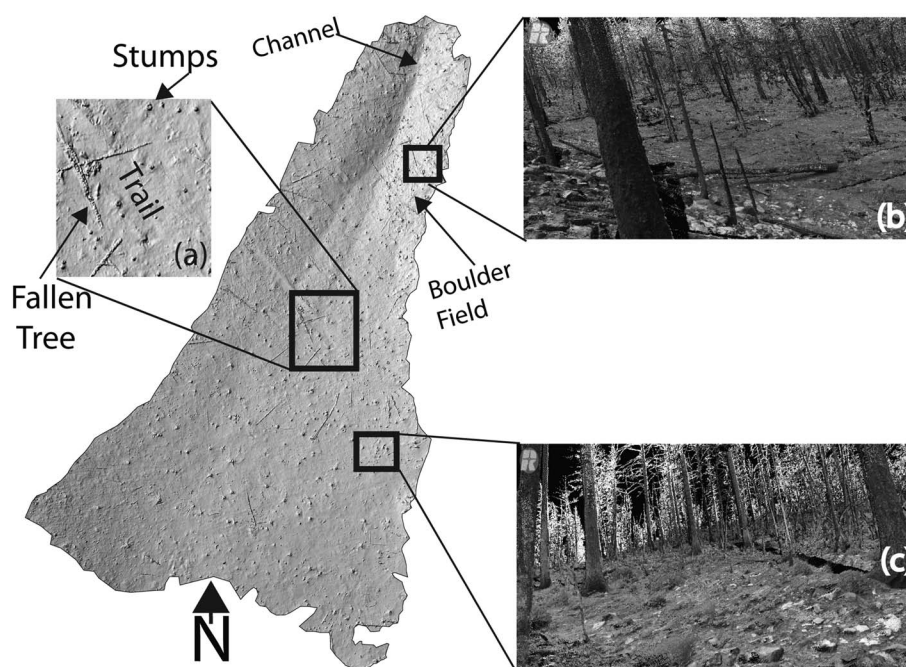 Channel
Stumps
Trail
(a)
(b)
Fallen
Tree
Boulder
Field
(c)
N